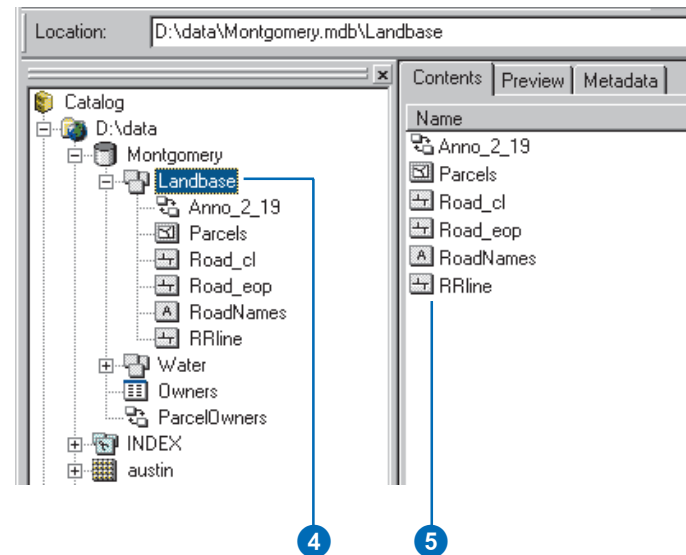 Location: D:\data\Montgomery.mdb\Landbase
Contents Preview Metadata
Catalog
D:\data
Montgomery
Landbase
Anno_2_19
Parcels
Road_cl
Road_eop
RoadNames
RRline
Water
Owners
ParcelOwners
INDEX
austin
Name
Anno_2_19
Parcels
Road_cl
Road_eop
RoadNames
RRline
4 5